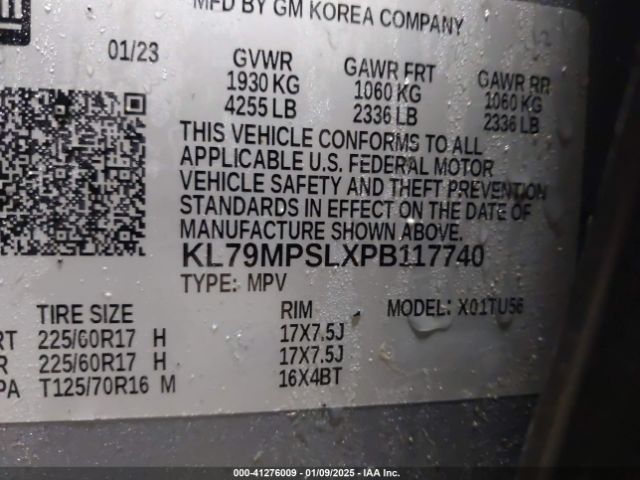 MFD BY GM KOREA COMPANY
01/23
GVWR GAWR FRT GAWR RR
1930 KG 1060 KG 1060 KG
4255 LB 2336 LB 2336 LB
THIS VEHICLE CONFORMS TO ALL
APPLICABLE U.S. FEDERAL MOTOR
VEHICLE SAFETY AND THEFT PREVENTION
STANDARDS IN EFFECT ON THE DATE OF
MANUFACTURE SHOWN ABOVE.
KL79MPSLXPB117740
TYPE: MPV
TIRE SIZE RIM MODEL: X01TU56
RT 225/60R17 H 17X7.5J
R 225/60R17 H 17X7.5J
PA T125/70R16 M 16X4BT
000-41276009 - 01/09/2025 - IAA Inc.